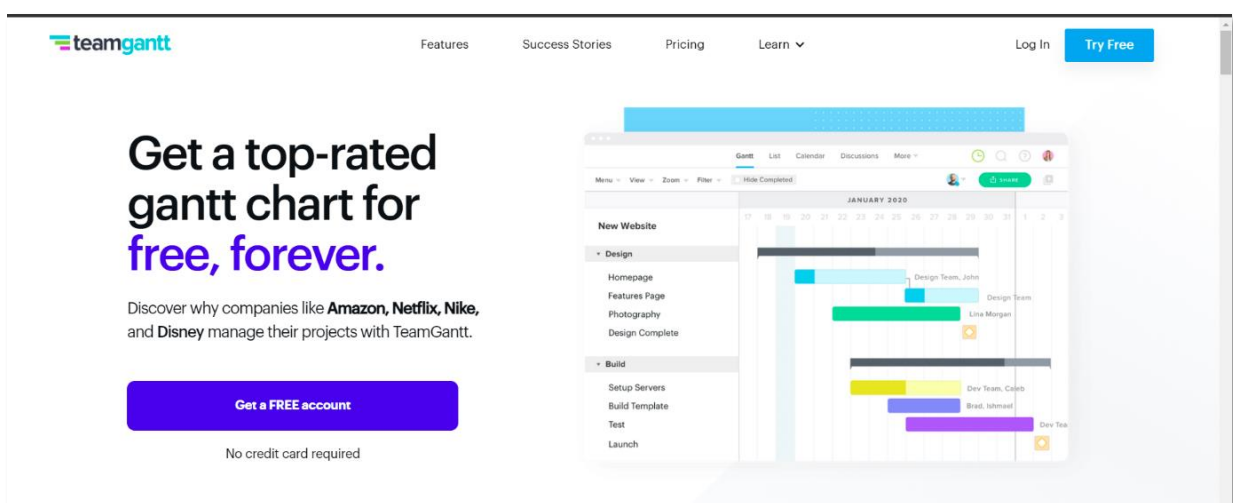 teamgantt
Features Success Stories Pricing Learn
Log In Try Free
Get a top-rated
gantt chart for
free, forever.
Discover why companies like Amazon, Netflix, Nike,
and Disney manage their projects with TeamGantt.
Get a FREE account
No credit card required
Gantt List Calendar Discussions More
Menu View Zoom Filter Hide Completed SHARE
JANUARY 2020
17 18 19 20 21 22 23 24 25 26 27 28 29 30 31 1 2 3
New Website
Design
Homepage Design Team, John
Features Page Design Team
Photography Lina Morgan
Design Complete
Build
Setup Servers Dev Team, Caleb
Build Template Brad, Ishmael
Test Dev Tea
Launch